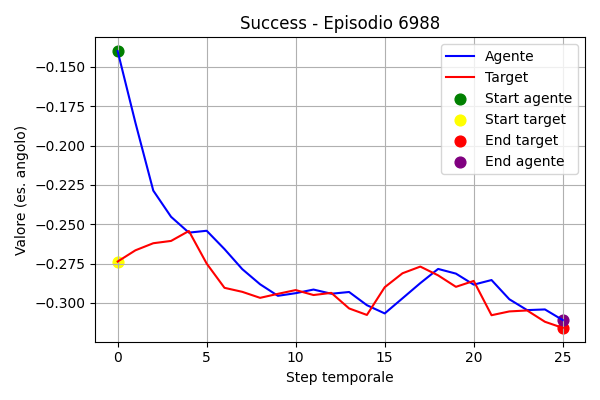 Success - Episodio 6988
Valore (es. angolo)
−0.150
−0.175
−0.200
−0.225
−0.250
−0.275
−0.300
Agente
Target
Start agente
Start target
End target
End agente
0 5 10 15 20 25
Step temporale